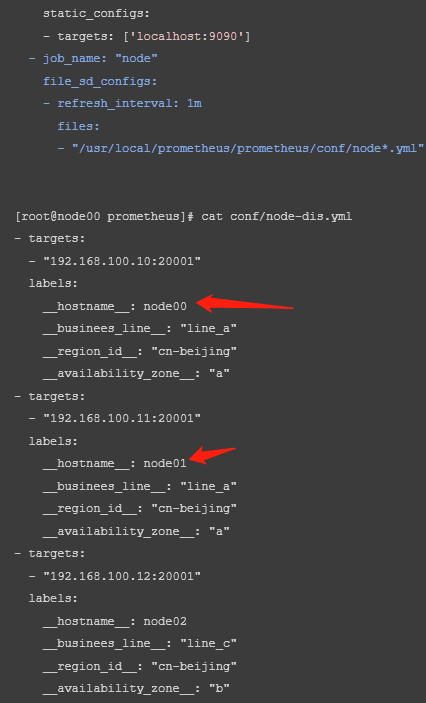 static_configs:
- targets: ['localhost:9090']
- job_name: "node"
file_sd_configs:
- refresh_interval: 1m
files:
- "/usr/local/prometheus/prometheus/conf/node*.yml"
[root@node00 prometheus]# cat conf/node-dis.yml
- targets:
- "192.168.100.10:20001"
labels:
__hostname__: node00
__businees_line__: "line_a"
__region_id__: "cn-beijing"
__availability_zone__: "a"
- targets:
- "192.168.100.11:20001"
labels:
__hostname__: node01
__businees_line__: "line_a"
__region_id__: "cn-beijing"
__availability_zone__: "a"
- targets:
- "192.168.100.12:20001"
labels:
__hostname__: node02
__businees_line__: "line_c"
__region_id__: "cn-beijing"
__availability_zone__: "b"